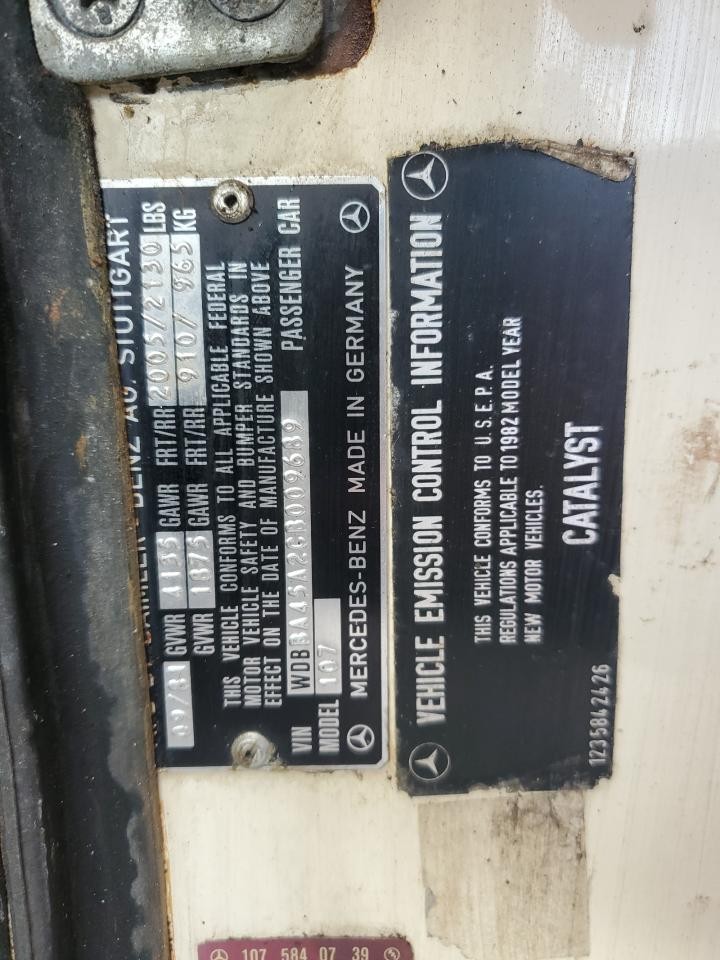 BENZ AG. STUTTGART
09/81 GVWR 4135 GAWR FRT/RR 2005/2130 LBS
GVWR 1875 GAWR FRT/RR 910/ 965 KG
THIS VEHICLE CONFORMS TO ALL APPLICABLE FEDERAL
MOTOR VEHICLE SAFETY AND BUMPER STANDARDS IN
EFFECT ON THE DATE OF MANUFACTURE SHOWN ABOVE
VIN WDBBA45A2CB009689
MODEL 107 PASSENGER CAR
MERCEDES-BENZ MADE IN GERMANY
VEHICLE EMISSION CONTROL INFORMATION
THIS VEHICLE CONFORMS TO U.S.E.P.A.
REGULATIONS APPLICABLE TO 1982 MODEL YEAR
NEW MOTOR VEHICLES.
CATALYST
123 584 24 26
107 584 07 39